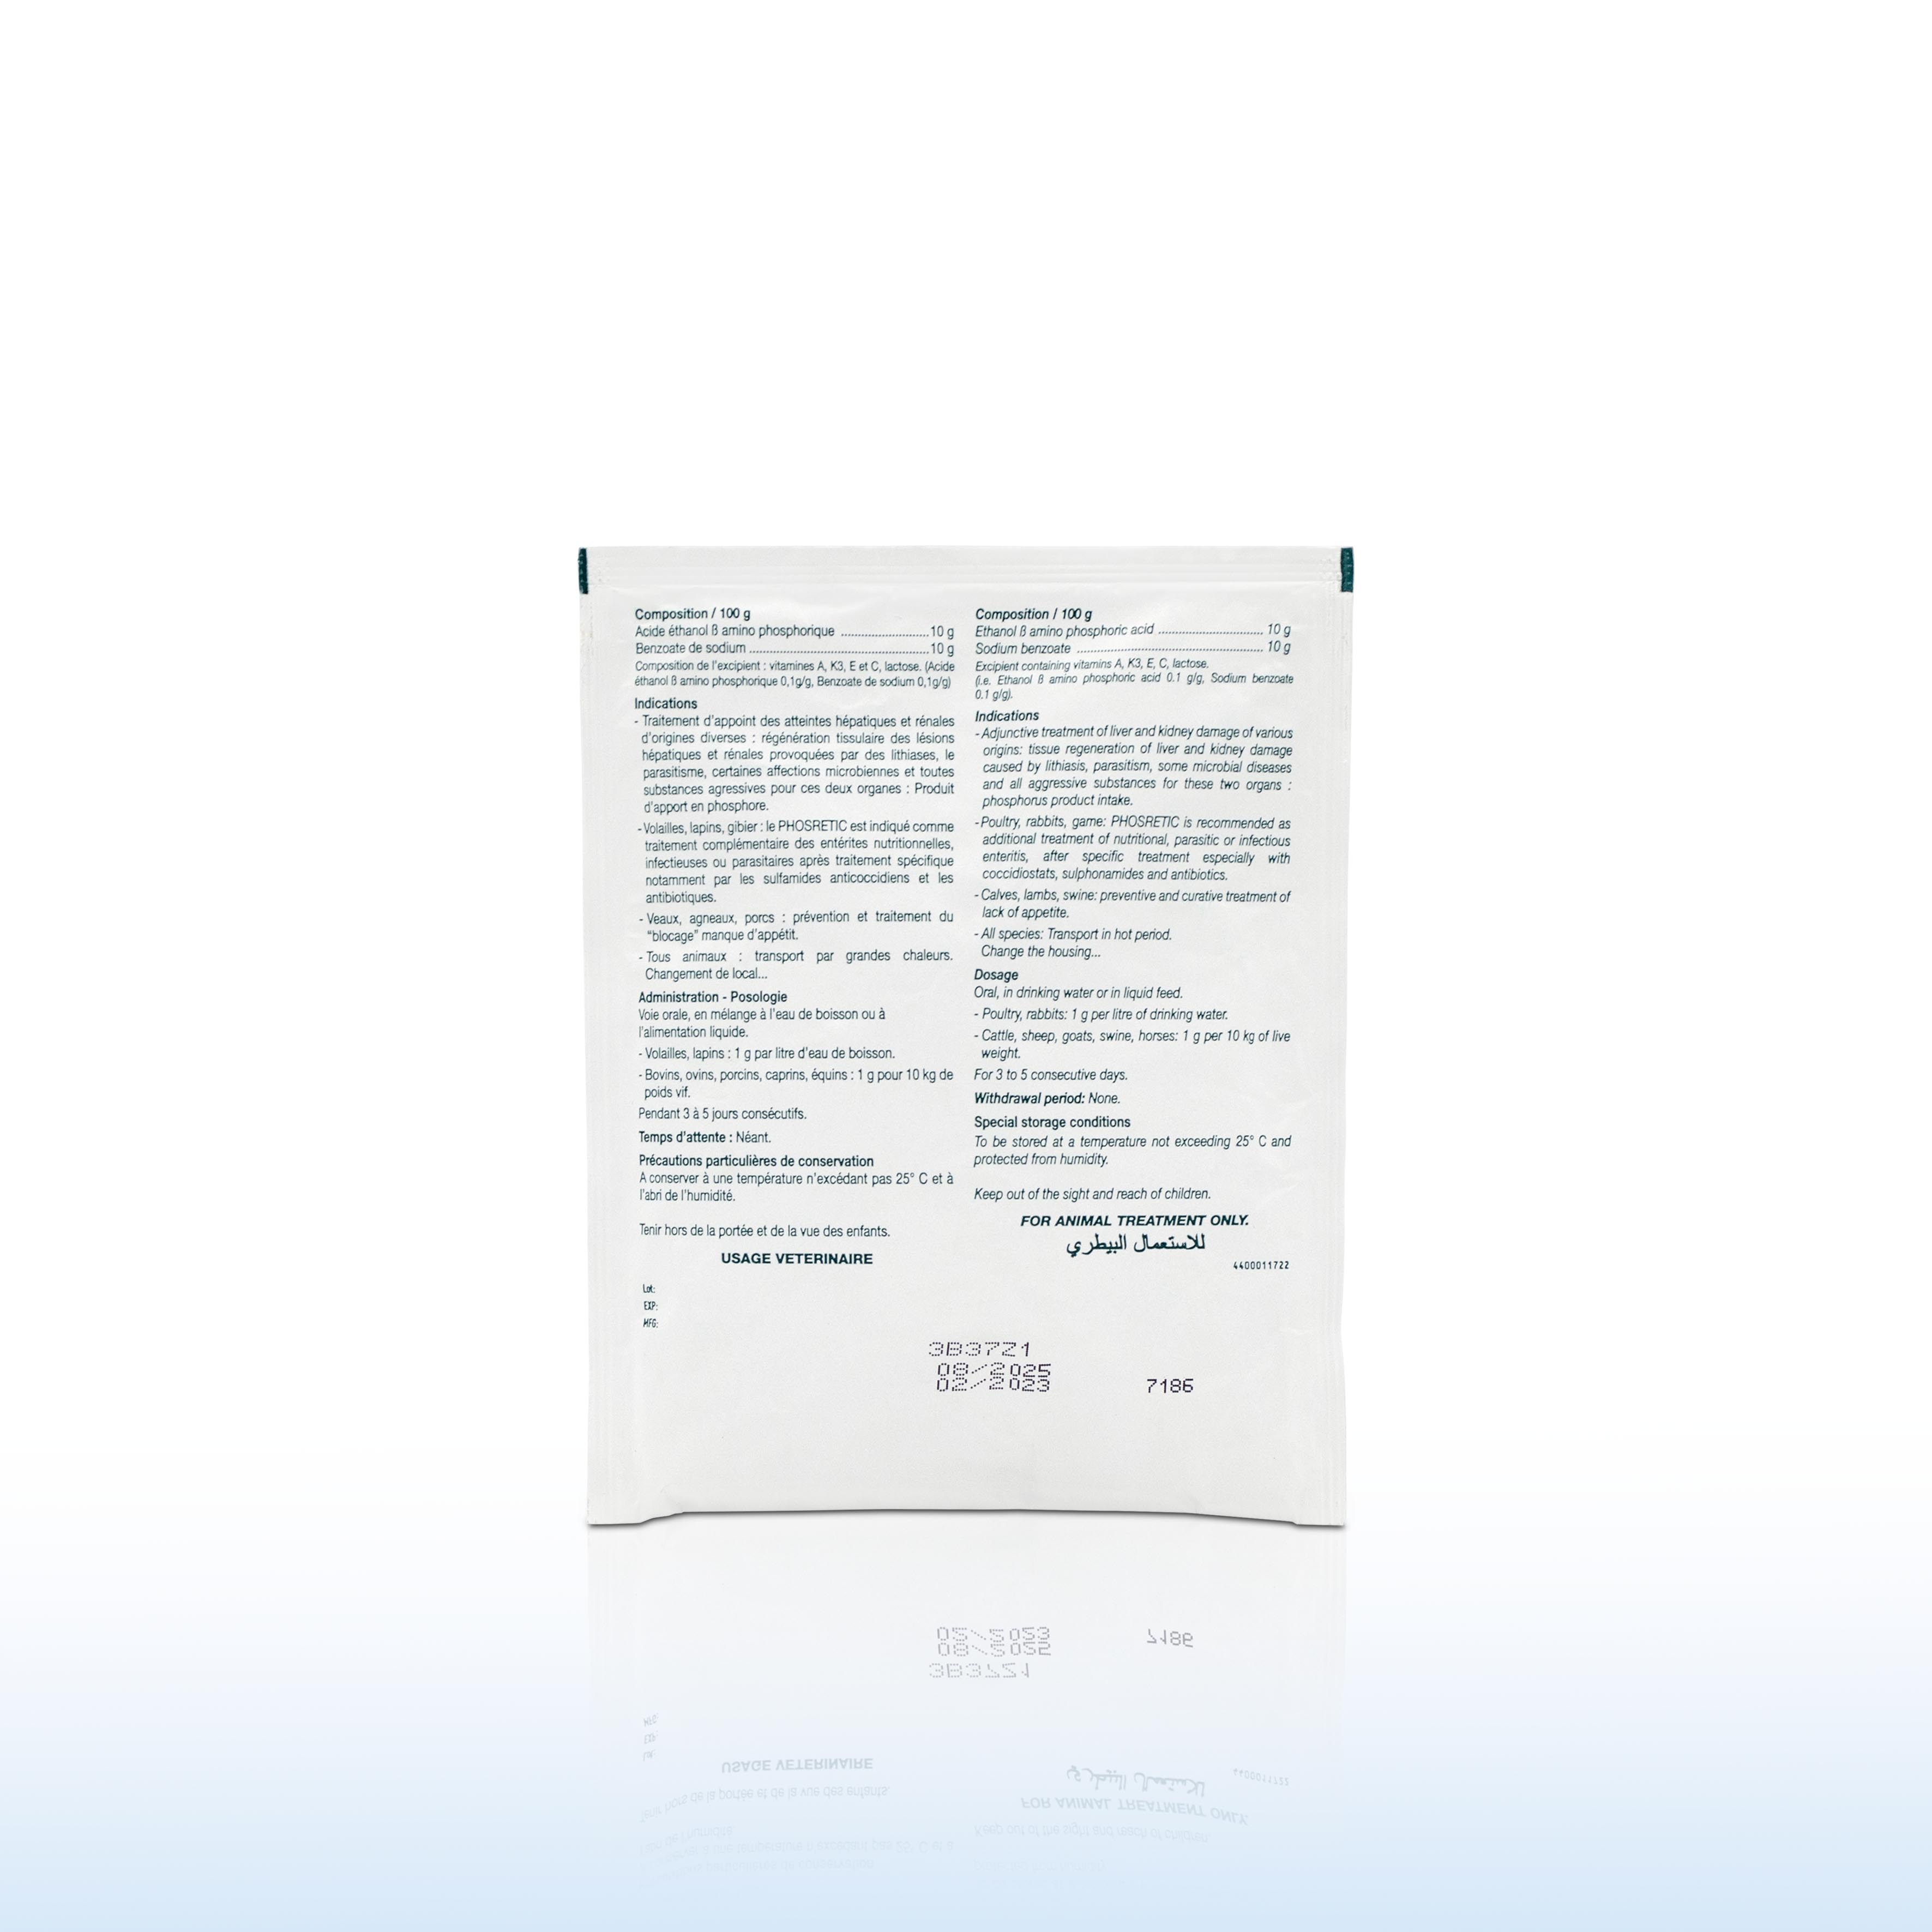 Composition / 100 g
Acide éthanol ß amino phosphorique ............................10 g
Benzoate de sodium ........................................................10 g
Composition de l'excipient : vitamines A, K3, E et C, lactose. (Acide
éthanol ß amino phosphorique 0,1g/g, Benzoate de sodium 0,1g/g)
Indications
- Traitement d'appoint des atteintes hépatiques et rénales
d'origines diverses : régénération tissulaire des lésions
hépatiques et rénales provoquées par des lithiases, le
parasitisme, certaines affections microbiennes et toutes
substances agressives pour ces deux organes : Produit
d'apport en phosphore.
- Volailles, lapins, gibier : le PHOSRETIC est indiqué comme
traitement complémentaire des entérites nutritionnelles,
infectieuses ou parasitaires après traitement spécifique
notamment par les sulfamides anticoccidiens et les
antibiotiques.
- Veaux, agneaux, porcs : prévention et traitement du
"blocage" manque d'appétit.
- Tous animaux : transport par grandes chaleurs.
Changement de local...
Administration - Posologie
Voie orale, en mélange à l'eau de boisson ou à
l'alimentation liquide.
- Volailles, lapins : 1 g par litre d'eau de boisson.
- Bovins, ovins, porcins, caprins, équins : 1 g pour 10 kg de
poids vif.
Pendant 3 à 5 jours consécutifs.
Temps d'attente : Néant.
Précautions particulières de conservation
A conserver à une température n'excédant pas 25° C et à
l'abri de l'humidité.
Tenir hors de la portée et de la vue des enfants.
USAGE VETERINAIRE
Lot:
EXP:
MFG:
Composition / 100 g
Ethanol ß amino phosphoric acid ................................. 10 g
Sodium benzoate .......................................................... 10 g
Excipient containing vitamins A, K3, E, C, lactose.
(i.e. Ethanol ß amino phosphoric acid 0.1 g/g, Sodium benzoate
0.1 g/g).
Indications
- Adjunctive treatment of liver and kidney damage of various
origins: tissue regeneration of liver and kidney damage
caused by lithiasis, parasitism, some microbial diseases
and all aggressive substances for these two organs :
phosphorus product intake.
- Poultry, rabbits, game: PHOSRETIC is recommended as
additional treatment of nutritional, parasitic or infectious
enteritis, after specific treatment especially with
coccidiostats, sulphonamides and antibiotics.
- Calves, lambs, swine: preventive and curative treatment of
lack of appetite.
- All species: Transport in hot period.
Change the housing...
Dosage
Oral, in drinking water or in liquid feed.
- Poultry, rabbits: 1 g per litre of drinking water.
- Cattle, sheep, goats, swine, horses: 1 g per 10 kg of live
weight.
For 3 to 5 consecutive days.
Withdrawal period: None.
Special storage conditions
To be stored at a temperature not exceeding 25° C and
protected from humidity.
Keep out of the sight and reach of children.
FOR ANIMAL TREATMENT ONLY.
للاستعمال البيطري
4400011722
3B37Z1
08/2025
02/2023 7186